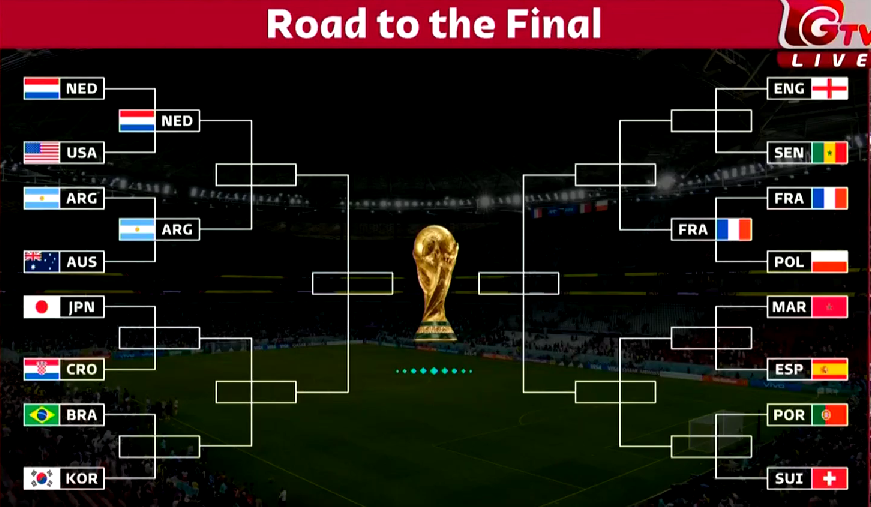 Road to the Final
LGTV
LIVE
NED
NED
USA
ARG
ARG
AUS
JPN
CRO
BRA
KOR
ENG
SEN
FRA
FRA
POL
MAR
ESP
POR
SUI